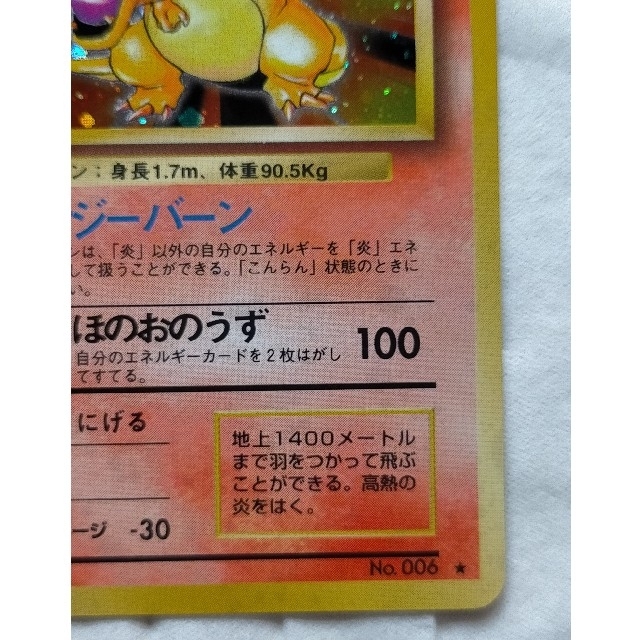 ン：身長1.7m、体重90.5Kg
ジーバーン
ンは、「炎」以外の自分のエネルギーを「炎」エネ
して扱うことができる。「こんらん」状態のときに
い。
ほのおのうず 100
自分のエネルギーカードを2枚はがし
てすてる。
にげる
地上1400メートル
まで羽をつかって飛ぶ
ことができる。高熱の
炎をはく。
ージ -30
No. 006 ★